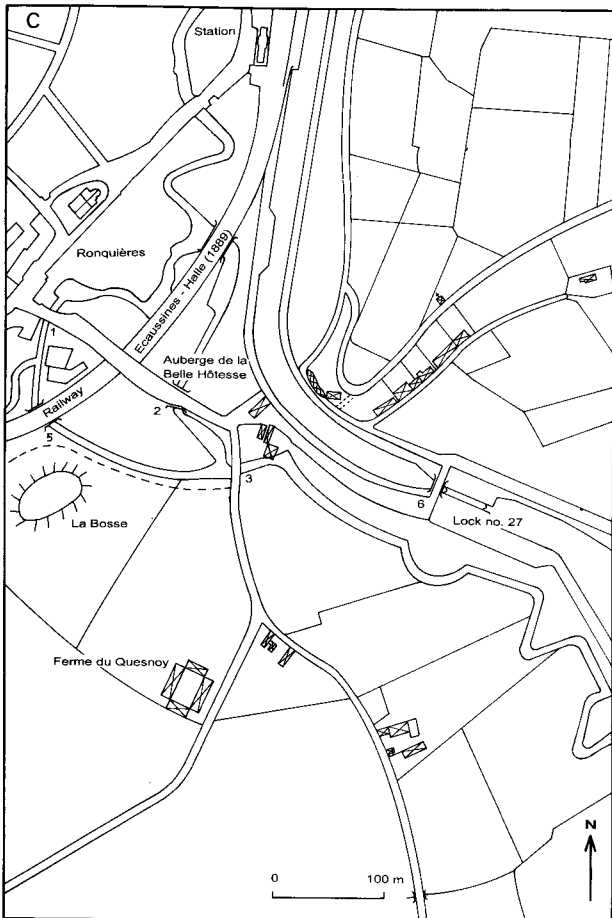 C
Station
Ronquières
Ecaussines - Halle (1889)
Auberge de la
Belle Hôtesse
1
2
Railway
5
3
6
Lock no. 27
La Bosse
Ferme du Quesnoy
N
0 100 m